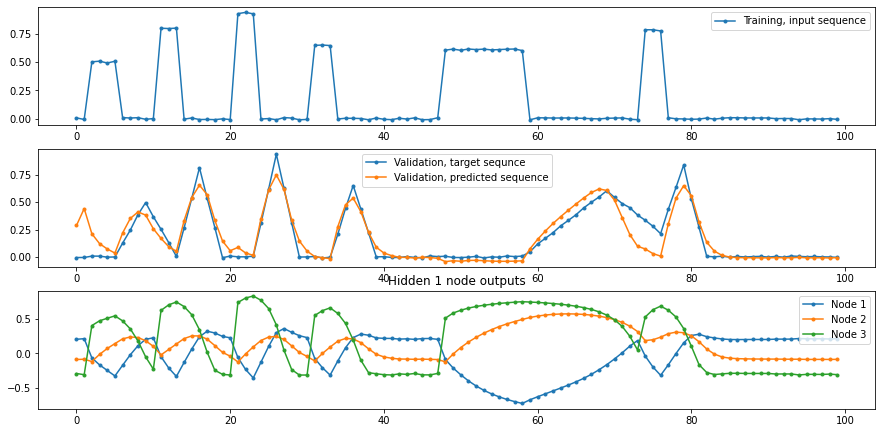 0.75
0.50
0.25
0.00
Training, input sequence
0 20 40 60 80 100
0.75
0.50
0.25
0.00
Validation, target sequnce
Validation, predicted sequence
0 20 40 60 80 100
Hidden 1 node outputs
0.5
0.0
−0.5
Node 1
Node 2
Node 3
0 20 40 60 80 100